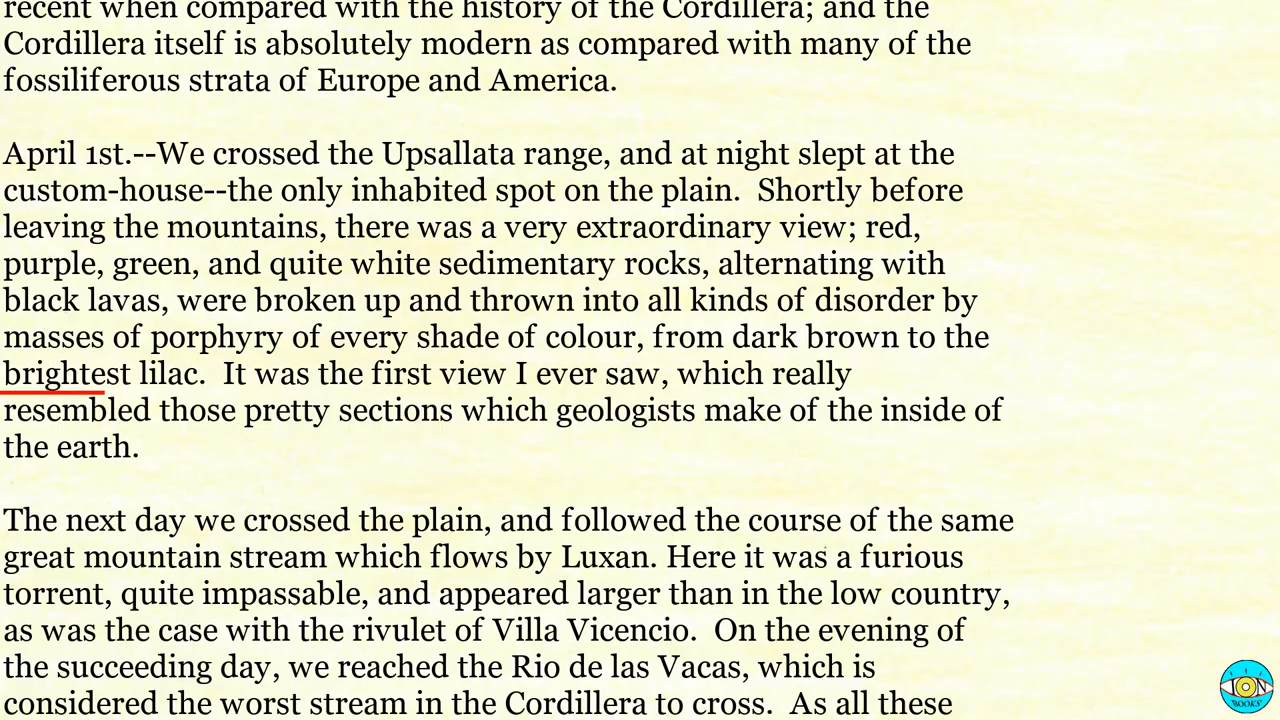 recent when compared with the history of the Cordillera; and the
Cordillera itself is absolutely modern as compared with many of the
fossiliferous strata of Europe and America.
April 1st.--We crossed the Upsallata range, and at night slept at the
custom-house--the only inhabited spot on the plain.  Shortly before
leaving the mountains, there was a very extraordinary view; red,
purple, green, and quite white sedimentary rocks, alternating with
black lavas, were broken up and thrown into all kinds of disorder by
masses of porphyry of every shade of colour, from dark brown to the
brightest lilac.  It was the first view I ever saw, which really
resembled those pretty sections which geologists make of the inside of
the earth.
The next day we crossed the plain, and followed the course of the same
great mountain stream which flows by Luxan. Here it was a furious
torrent, quite impassable, and appeared larger than in the low country,
as was the case with the rivulet of Villa Vicencio.  On the evening of
the succeeding day, we reached the Rio de las Vacas, which is
considered the worst stream in the Cordillera to cross.  As all these
BOOKS